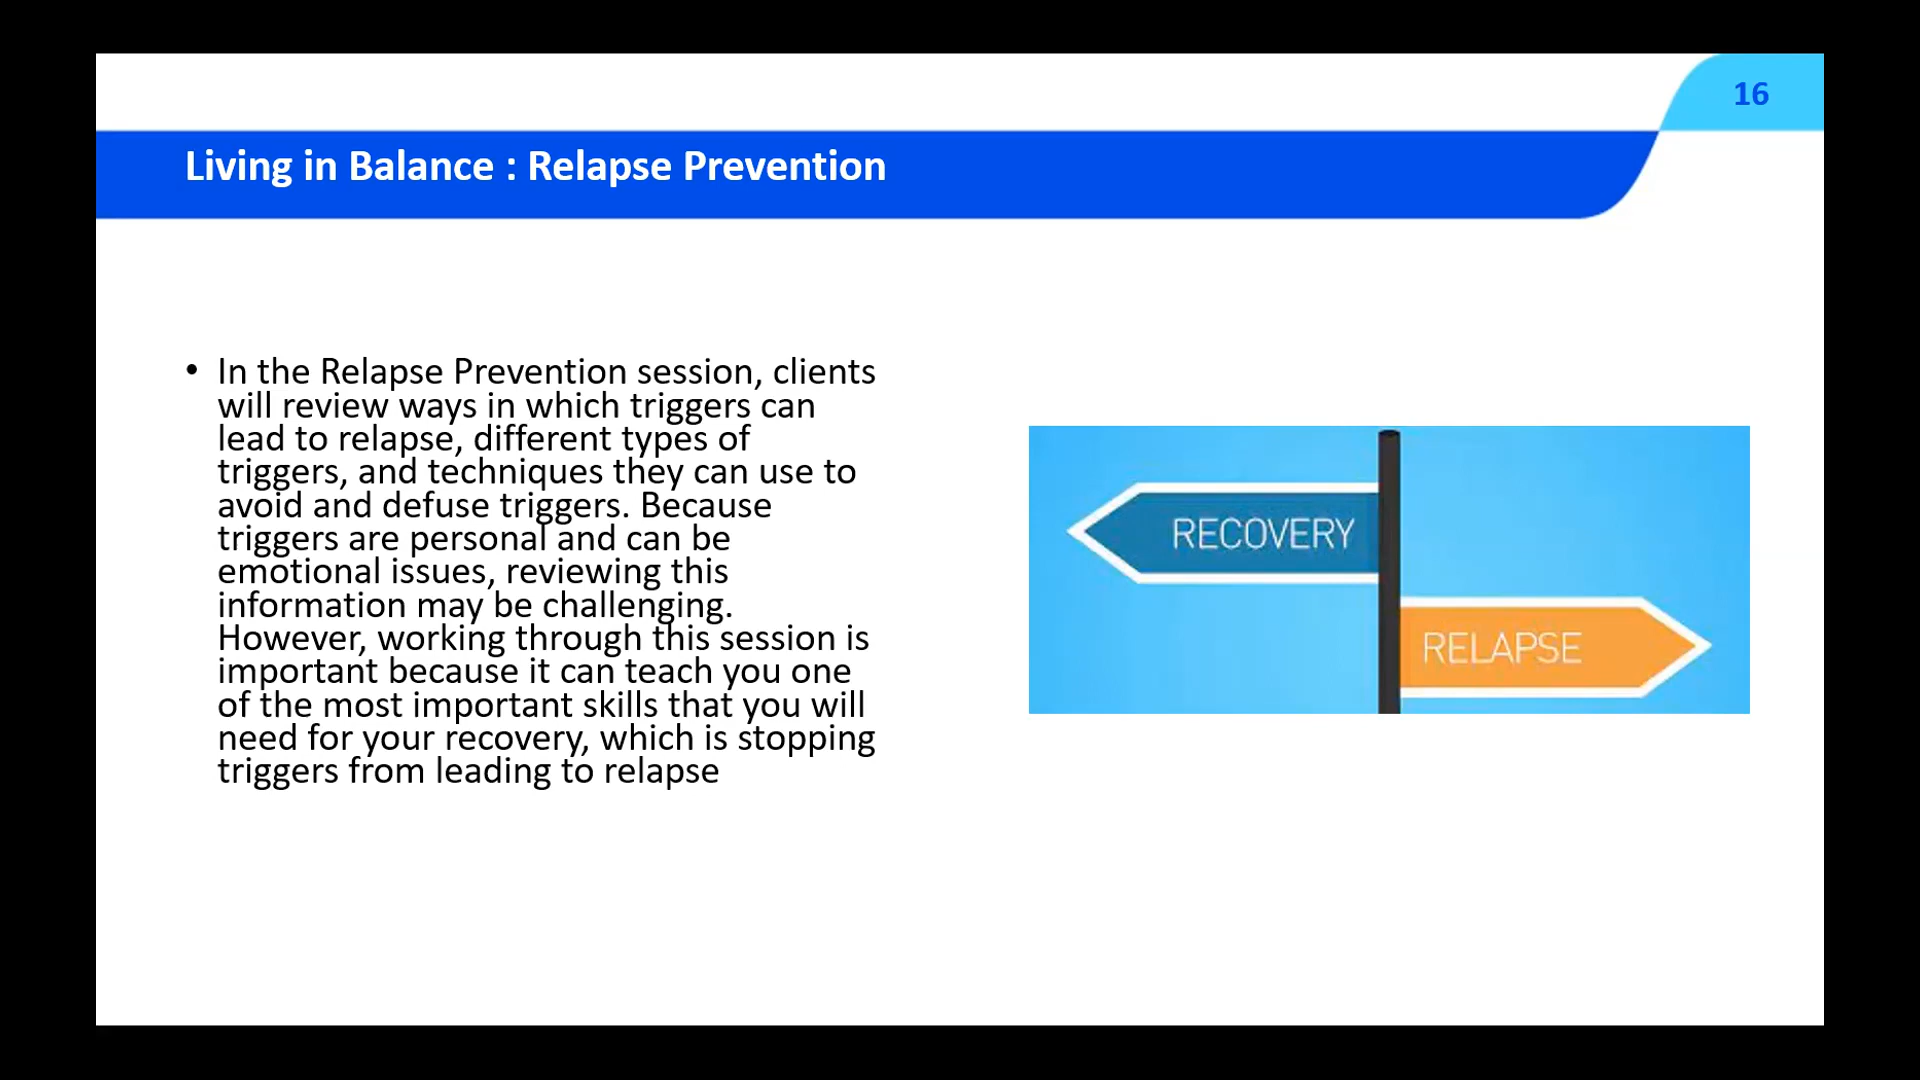 16
Living in Balance : Relapse Prevention
• In the Relapse Prevention session, clients
will review ways in which triggers can
lead to relapse, different types of
triggers, and techniques they can use to
avoid and defuse triggers. Because
triggers are personal and can be
emotional issues, reviewing this
information may be challenging.
However, working through this session is
important because it can teach you one
of the most important skills that you will
need for your recovery, which is stopping
triggers from leading to relapse
RECOVERY
RELAPSE